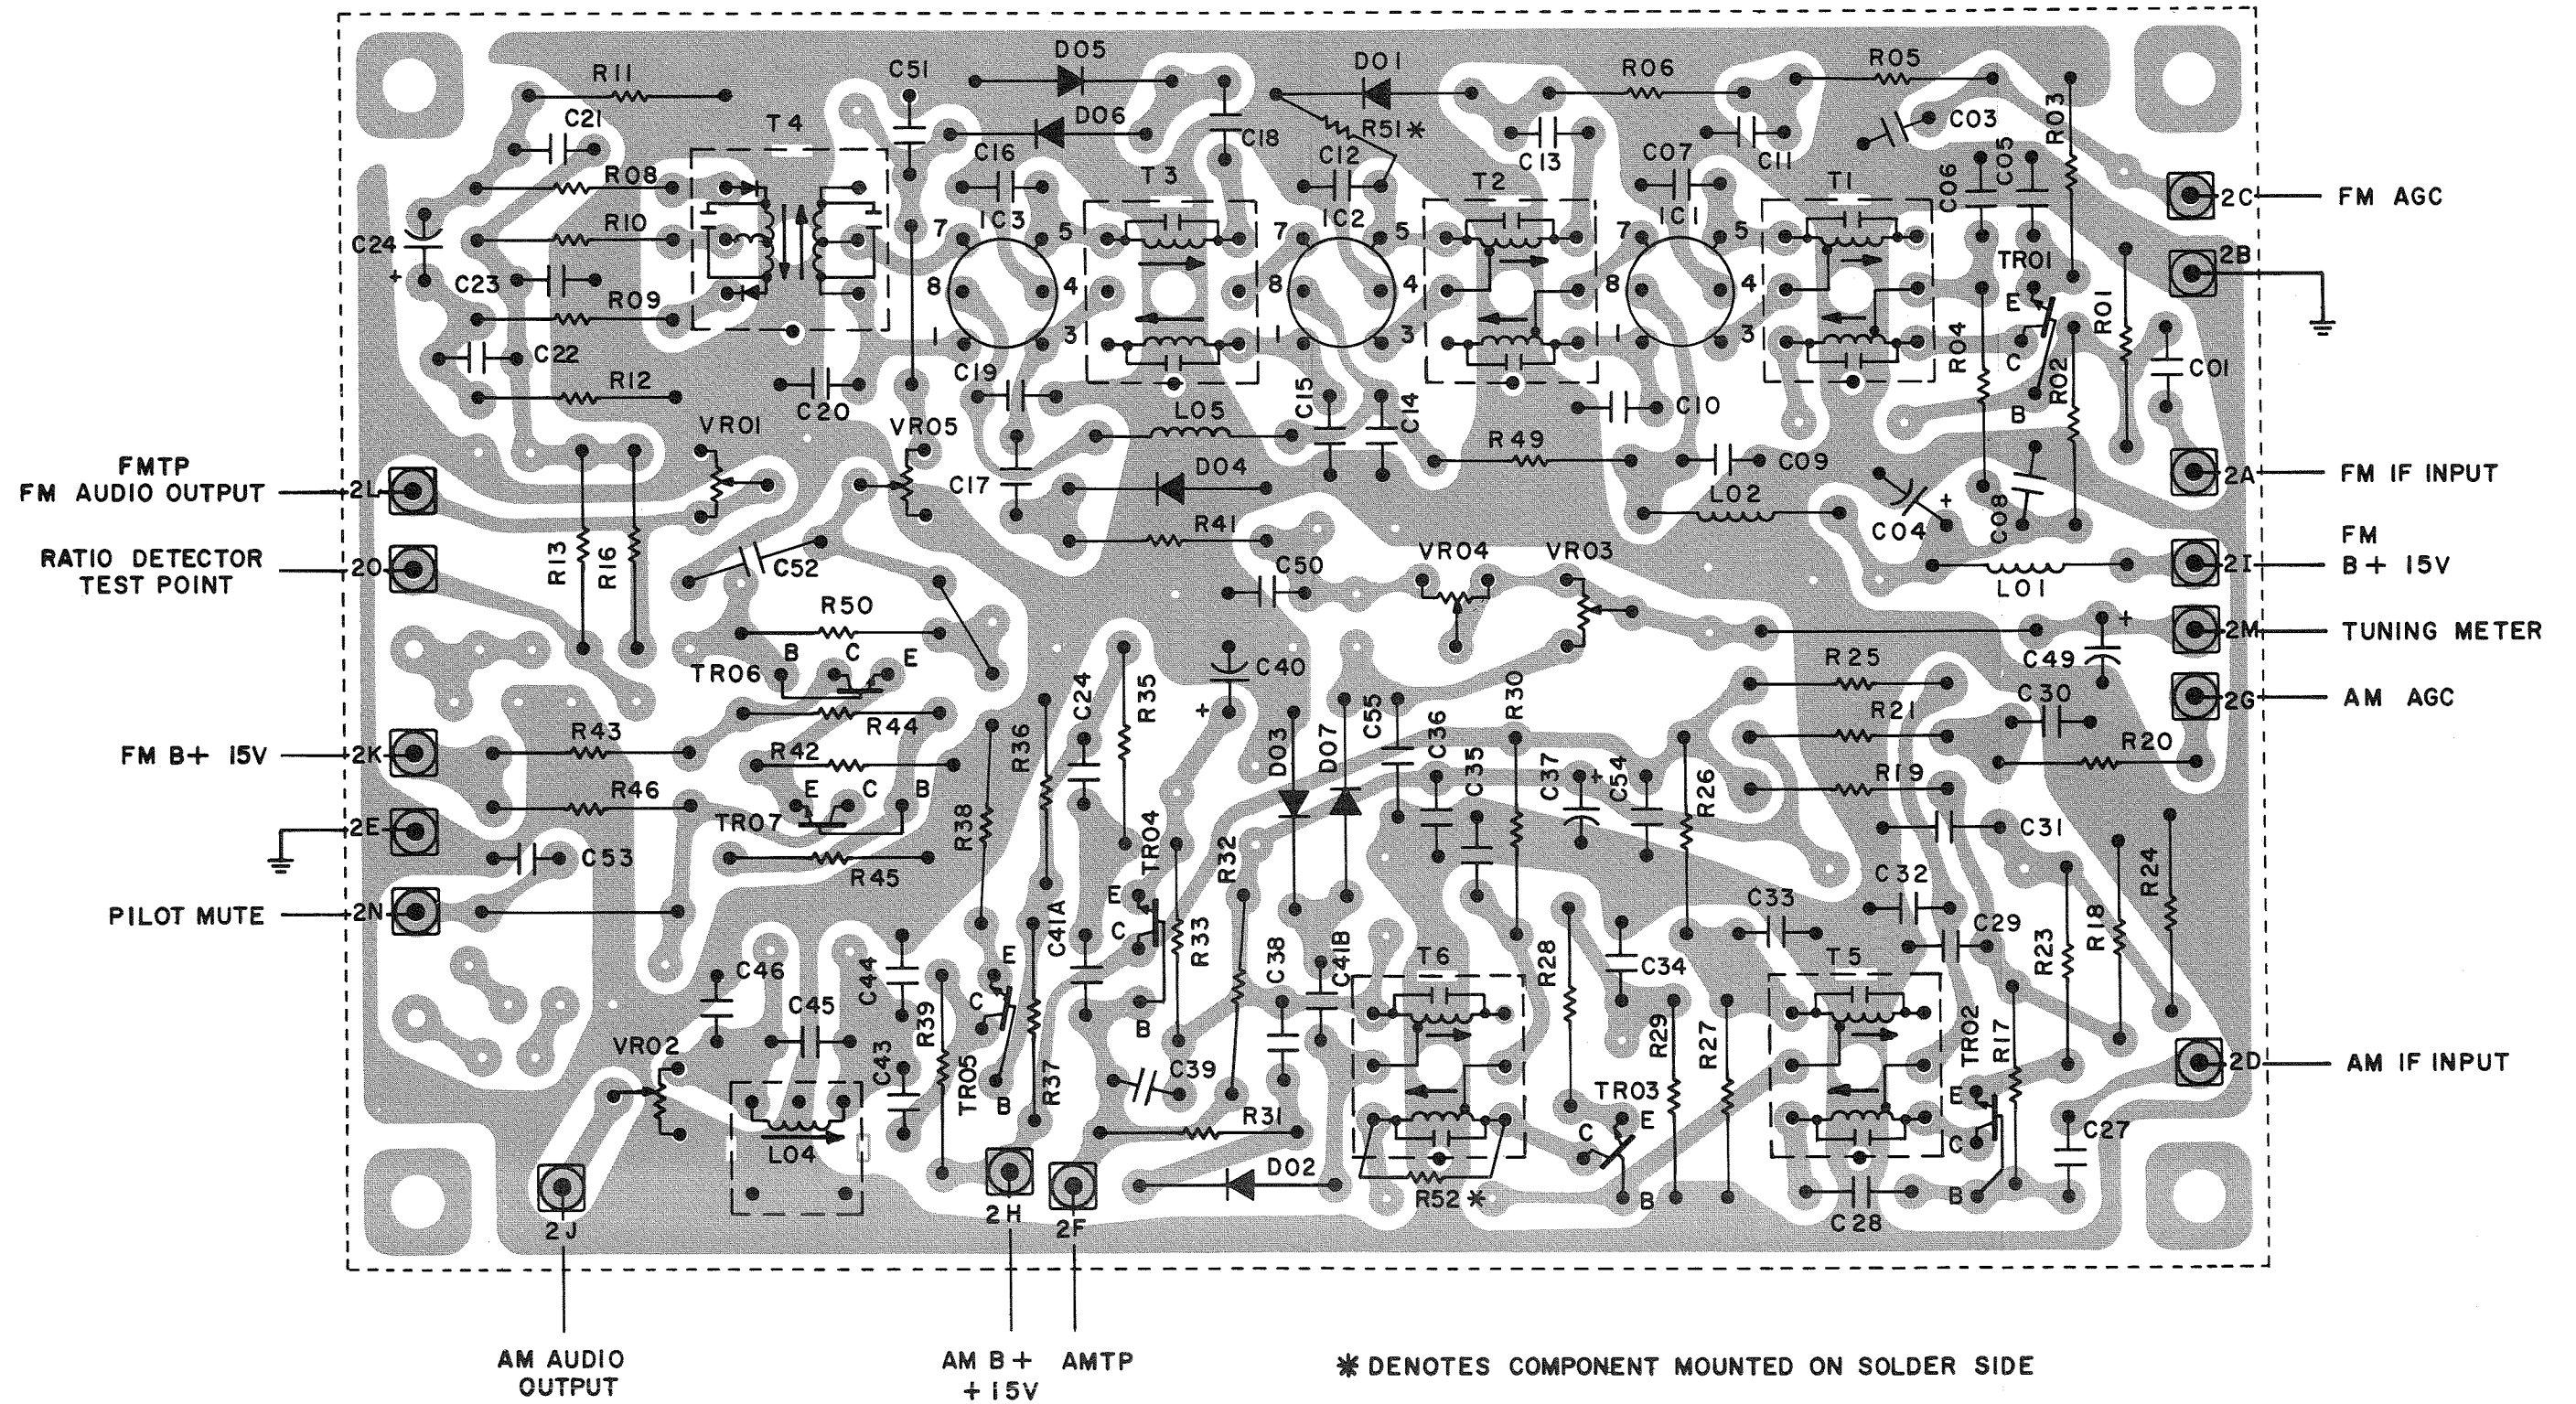 R11
C51
D05
D01
R06
R05
C21
T4
D06
C18
R51*
C13
C11
C03
R03
R08
C16
T3
C12
T2
C07
T1
C06
C05
2C
FM AGC
C24
+
R10
IC3
7
5
IC2
7
5
IC1
7
5
TR01
2B
C23
R09
8
4
8
4
8
4
E
R01
C22
1
3
1
3
1
3
R04
C
R02
C01
R12
C20
C19
L05
C15
C14
C10
B
VR01
VR05
R49
C09
FMTP
FM AUDIO OUTPUT
2L
C17
D04
L02
C04
+
C08
2A
FM IF INPUT
RATIO DETECTOR
TEST POINT
2O
R13
R16
C52
R41
C50
VR04
VR03
L01
2I
FM
B+ 15V
R50
B
C
E
TR06
C40
+
R25
C49
+
2M
TUNING METER
R44
R36
C24
R35
C55
C36
R30
R21
C30
2G
AM AGC
FM B+ 15V
2K
R43
R42
D03
D07
C35
C37
+
C54
R26
R19
R20
R46
E
C
B
TR07
R38
TR04
R32
C31
2E
C53
R45
C41A
E
C
R33
C33
C32
C29
R24
PILOT MUTE
2N
C46
C44
E
C38
C41B
T6
R28
C34
T5
R23
R18
C45
R39
C
B
R29
R27
TR02
R17
VR02
C43
TR05
B
R37
C39
R31
TR03
E
C
E
C
C27
2D
AM IF INPUT
L04
D02
R52*
B
C28
B
2J
2H
2F
AM AUDIO
OUTPUT
AM B+
+15V
AMTP
* DENOTES COMPONENT MOUNTED ON SOLDER SIDE